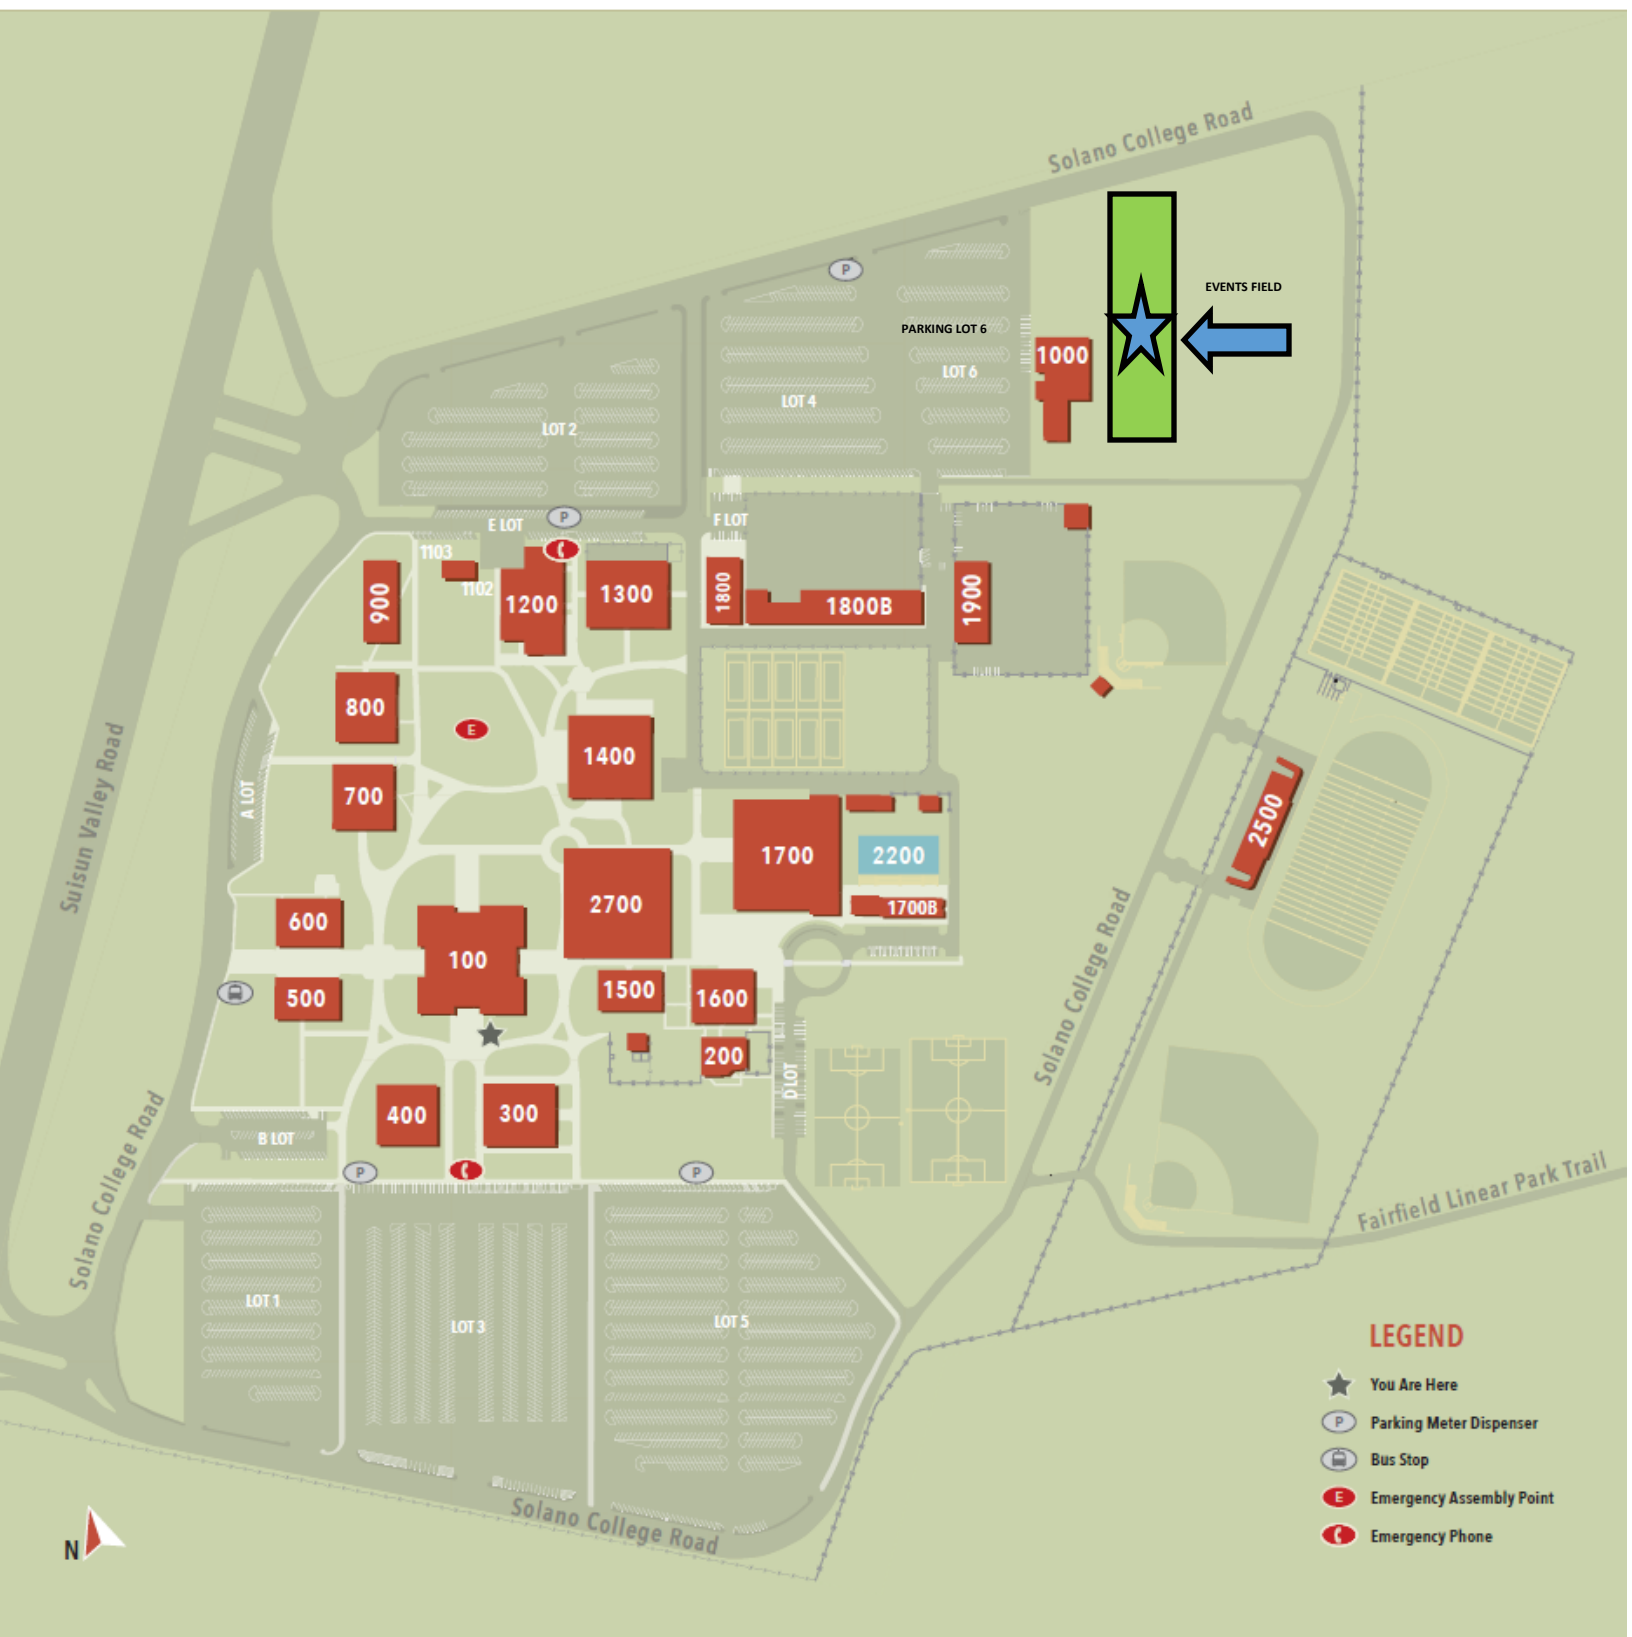 Solano College Road
EVENTS FIELD
P
PARKING LOT 6
1000
LOT 6
LOT 4
LOT 2
E LOT
P
F LOT
1103
1102
900
1200
1300
1800
1800B
1900
800
E
1400
700
A LOT
Suisun Valley Road
1700
2200
2500
2700
1700B
600
100
500
1500
1600
200
D LOT
Solano College Road
400
300
B LOT
P
P
Solano College Road
Fairfield Linear Park Trail
LOT 1
LOT 3
LOT 5
Solano College Road
N
LEGEND
You Are Here
P
Parking Meter Dispenser
Bus Stop
E
Emergency Assembly Point
Emergency Phone